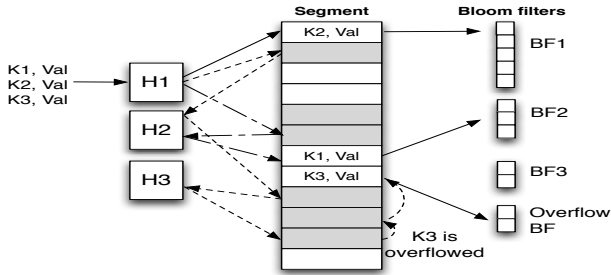 Segment
Bloom filters
K1, Val
K2, Val
K3, Val
H1
H2
H3
K2, Val
K1, Val
K3, Val
BF1
BF2
BF3
Overflow
BF
K3 is
overflowed